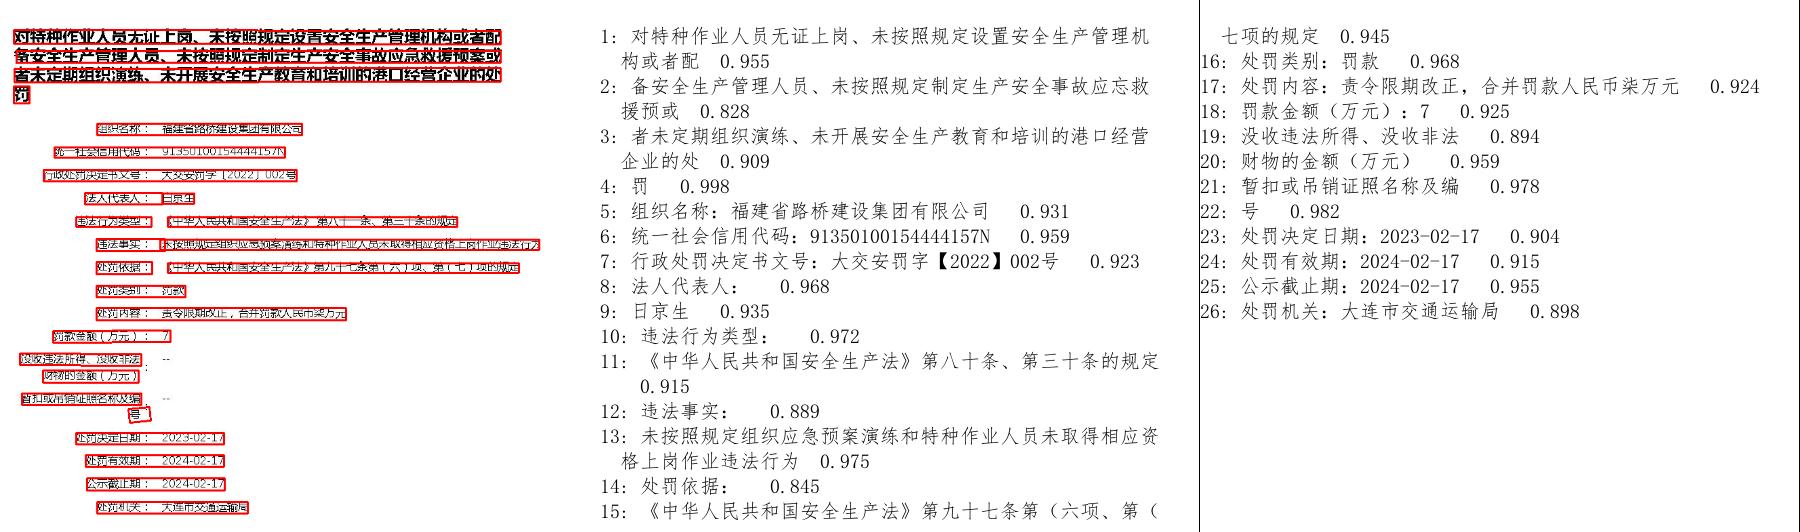 对特种作业人员无证上岗、未按照规定设置安全生产管理机构或者配
备安全生产管理人员、未按照规定制定生产安全事故应急救援预案或
者未定期组织演练、未开展安全生产教育和培训的港口经营企业的处
罚
组织名称： 福建省路桥建设集团有限公司
统一社会信用代码： 91350100154444157N
行政处罚决定书文号： 大交安罚字【2022】002号
法人代表人： 日京生
违法行为类型： 《中华人民共和国安全生产法》第八十一条、第三十条的规定
违法事实： 未按照规定组织应急预案演练和特种作业人员未取得相应资格上岗作业违法行为
处罚依据： 《中华人民共和国安全生产法》第九十七条第（六）项、第（七）项的规定
处罚类别： 罚款
处罚内容： 责令限期改正，合并罚款人民币柒万元
罚款金额（万元）： 7
没收违法所得、没收非法 --
财物的金额（万元） ：
暂扣或吊销证照名称及编 --
号 ：
处罚决定日期： 2023-02-17
处罚有效期： 2024-02-17
公示截止期： 2024-02-17
处罚机关： 大连市交通运输局
1: 对特种作业人员无证上岗、未按照规定设置安全生产管理机
构或者配 0.955
2: 备安全生产管理人员、未按照规定制定生产安全事故应忘救
援预或 0.828
3: 者未定期组织演练、未开展安全生产教育和培训的港口经营
企业的处 0.909
4: 罚 0.998
5: 组织名称：福建省路桥建设集团有限公司 0.931
6: 统一社会信用代码：91350100154444157N 0.959
7: 行政处罚决定书文号：大交安罚字【2022】002号 0.923
8: 法人代表人： 0.968
9: 日京生 0.935
10: 违法行为类型： 0.972
11: 《中华人民共和国安全生产法》第八十条、第三十条的规定
0.915
12: 违法事实： 0.889
13: 未按照规定组织应急预案演练和特种作业人员未取得相应资
格上岗作业违法行为 0.975
14: 处罚依据： 0.845
15: 《中华人民共和国安全生产法》第九十七条第（六项、第（
七项的规定 0.945
16: 处罚类别：罚款 0.968
17: 处罚内容：责令限期改正，合并罚款人民币柒万元 0.924
18: 罚款金额（万元）：7 0.925
19: 没收违法所得、没收非法 0.894
20: 财物的金额（万元） 0.959
21: 暂扣或吊销证照名称及编 0.978
22: 号 0.982
23: 处罚决定日期：2023-02-17 0.904
24: 处罚有效期：2024-02-17 0.915
25: 公示截止期：2024-02-17 0.955
26: 处罚机关：大连市交通运输局 0.898